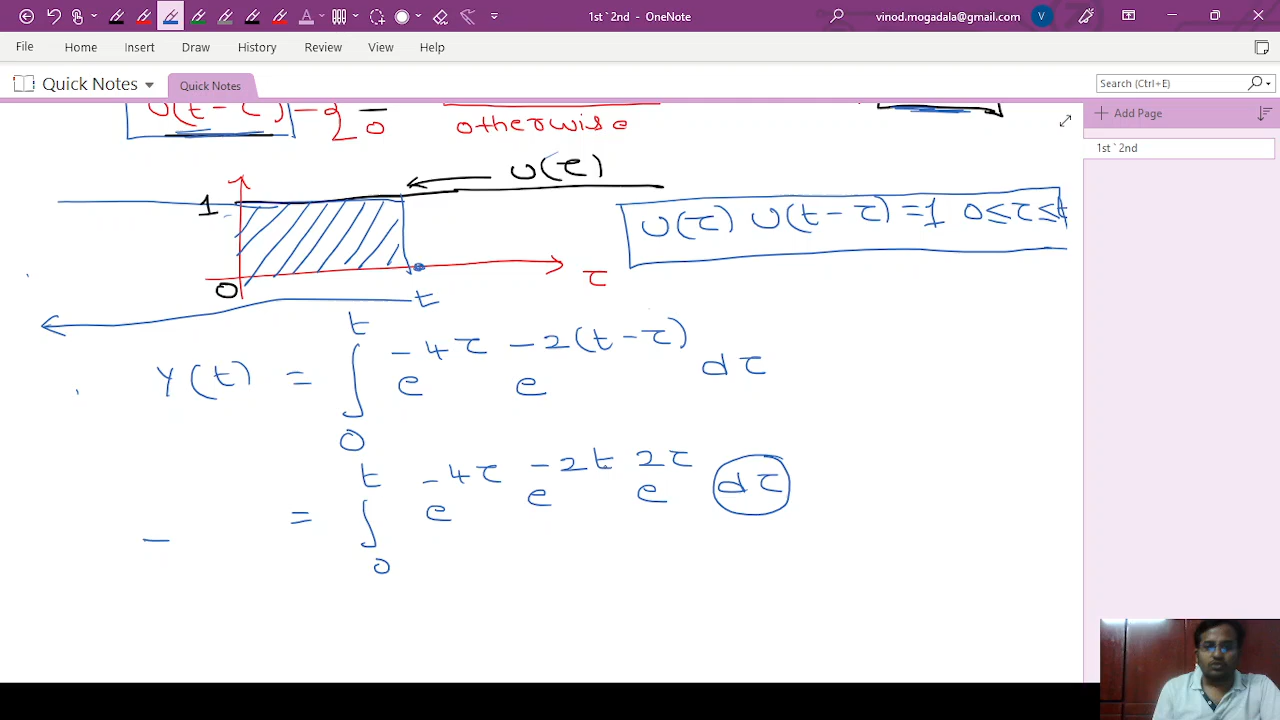 1st`2nd - OneNote
vinod.mogadala@gmail.com
V
File Home Insert Draw History Review View Help
Quick Notes
Quick Notes
Search (Ctrl+E)
Add Page
1st`2nd
U(t-τ) = { 0 otherwise
1
U(τ)
U(τ) U(t-τ) = 1 0 ≤ τ ≤ t
0
t
τ
y(t) = ∫₀ᵗ e^{-4τ} e^{-2(t-τ)} dτ
= ∫₀ᵗ e^{-4τ} e^{-2t} e^{2τ} dτ